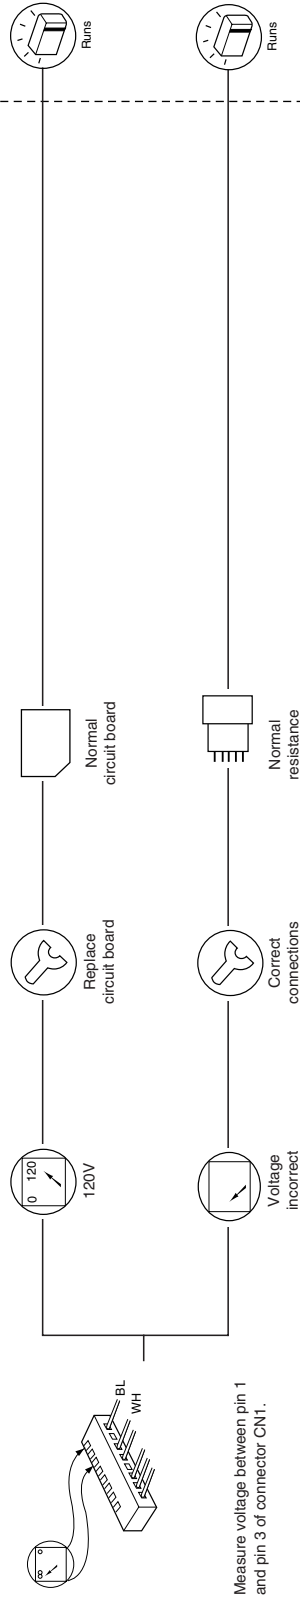 BL
WH
Measure voltage between pin 1
and pin 3 of connector CN1.
0 120
120V
Replace
circuit board
Normal
circuit board
Runs
Voltage
incorrect
Correct
connections
Normal
resistance
Runs